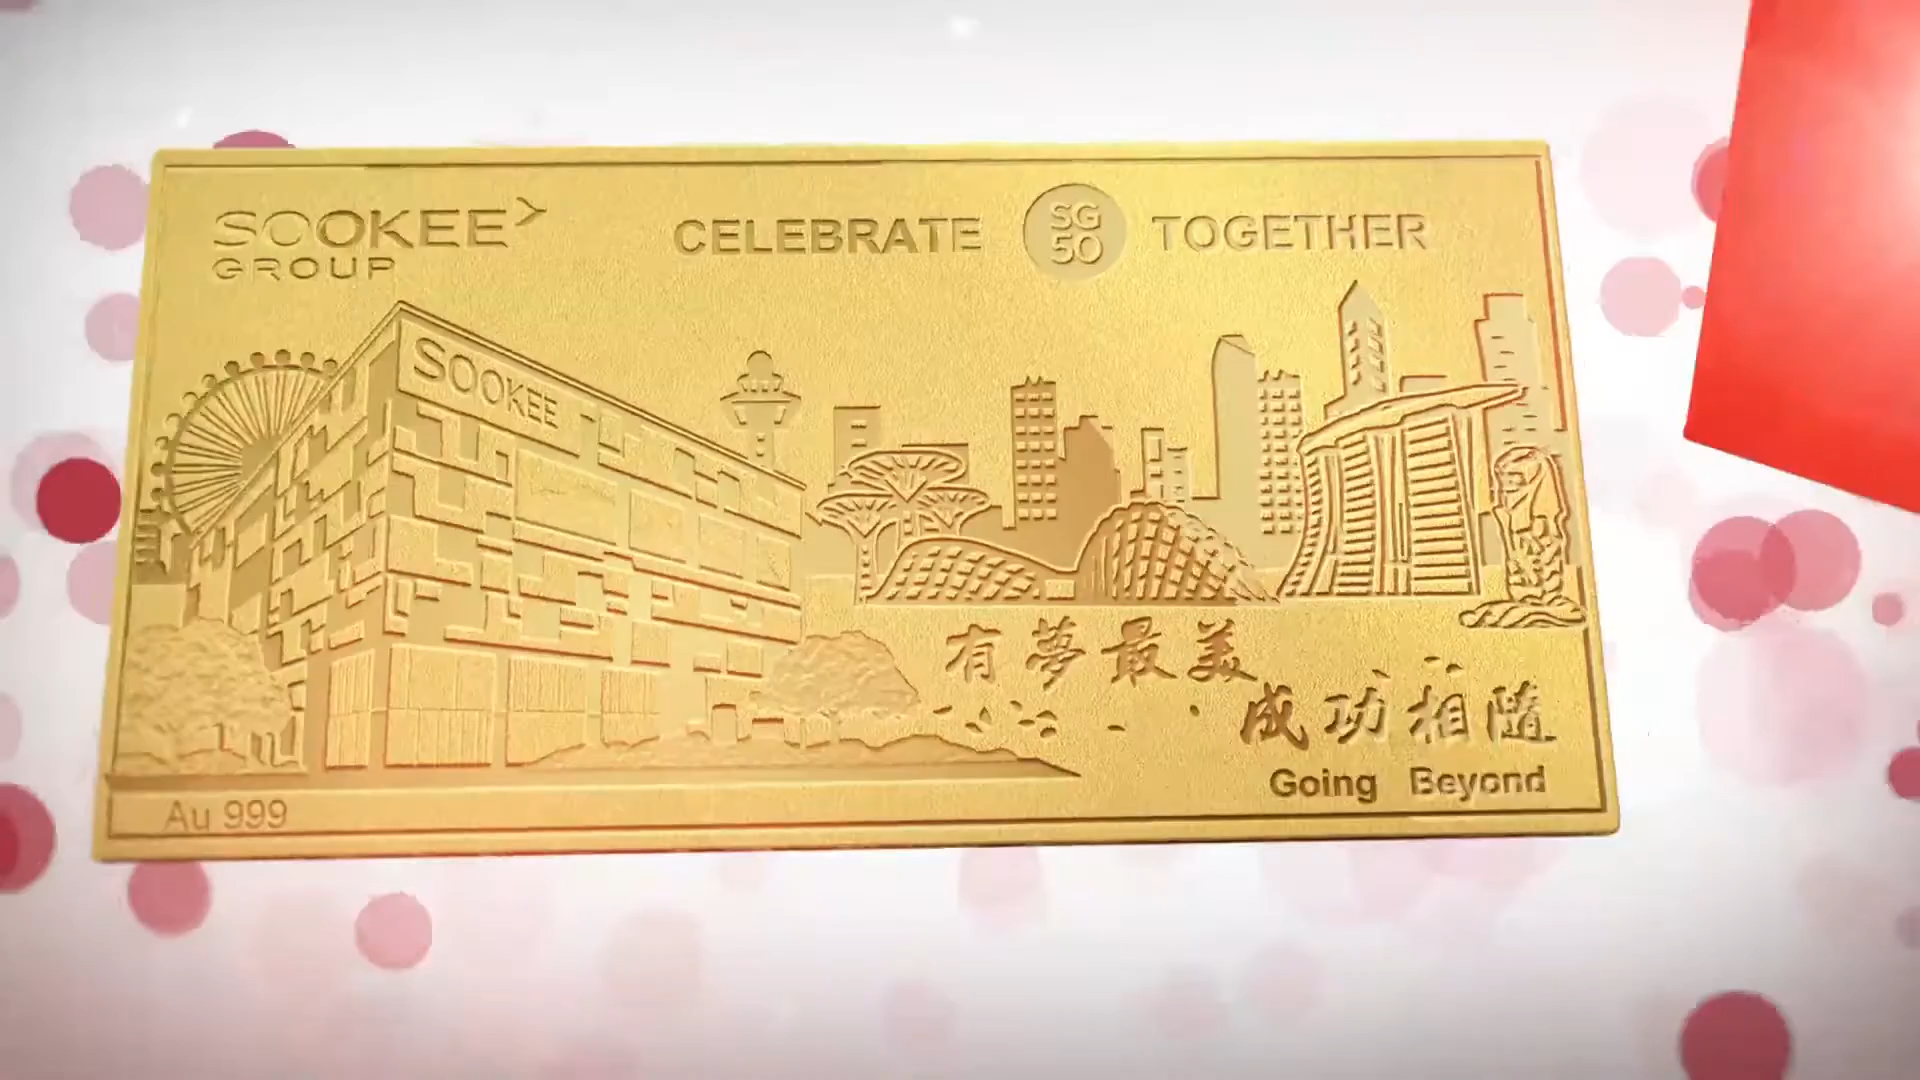 SOOKEE
GROUP
CELEBRATE SG 50 TOGETHER
SOOKEE
有夢最美
成功相隨
Going Beyond
Au 999